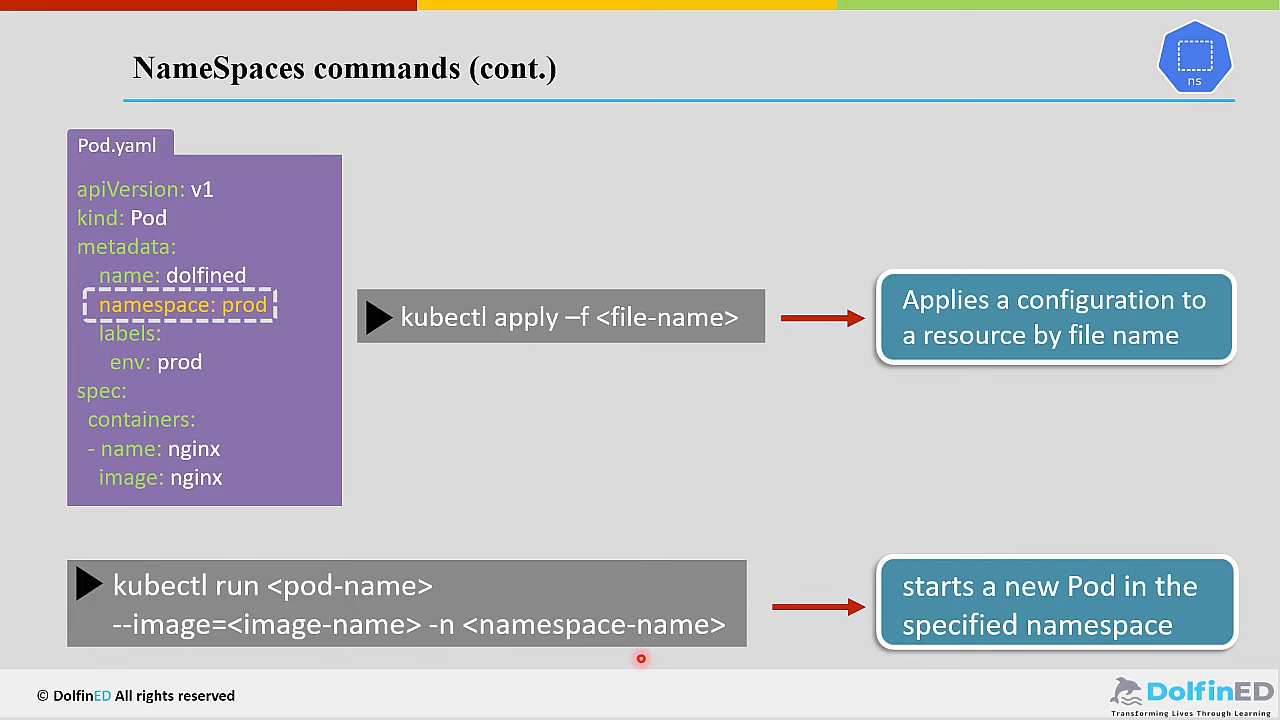 NameSpaces commands (cont.)
ns
Pod.yaml
apiVersion: v1
kind: Pod
metadata:
name: dolfined
namespace: prod
labels:
env: prod
spec:
containers:
- name: nginx
image: nginx
kubectl apply –f <file-name>
Applies a configuration to
a resource by file name
kubectl run <pod-name>
--image=<image-name> -n <namespace-name>
starts a new Pod in the
specified namespace
© DolfinED All rights reserved
DolfinED
Transforming Lives Through Learning